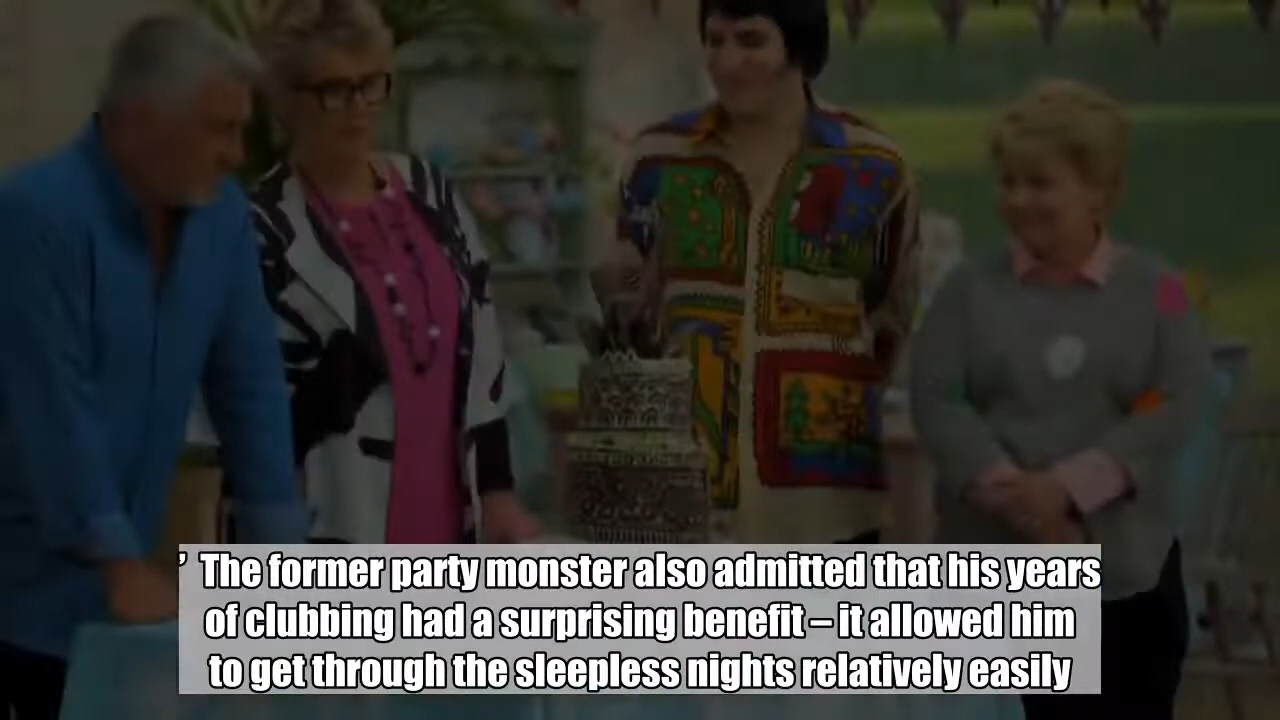 ’ The former party monster also admitted that his years
of clubbing had a surprising benefit – it allowed him
to get through the sleepless nights relatively easily